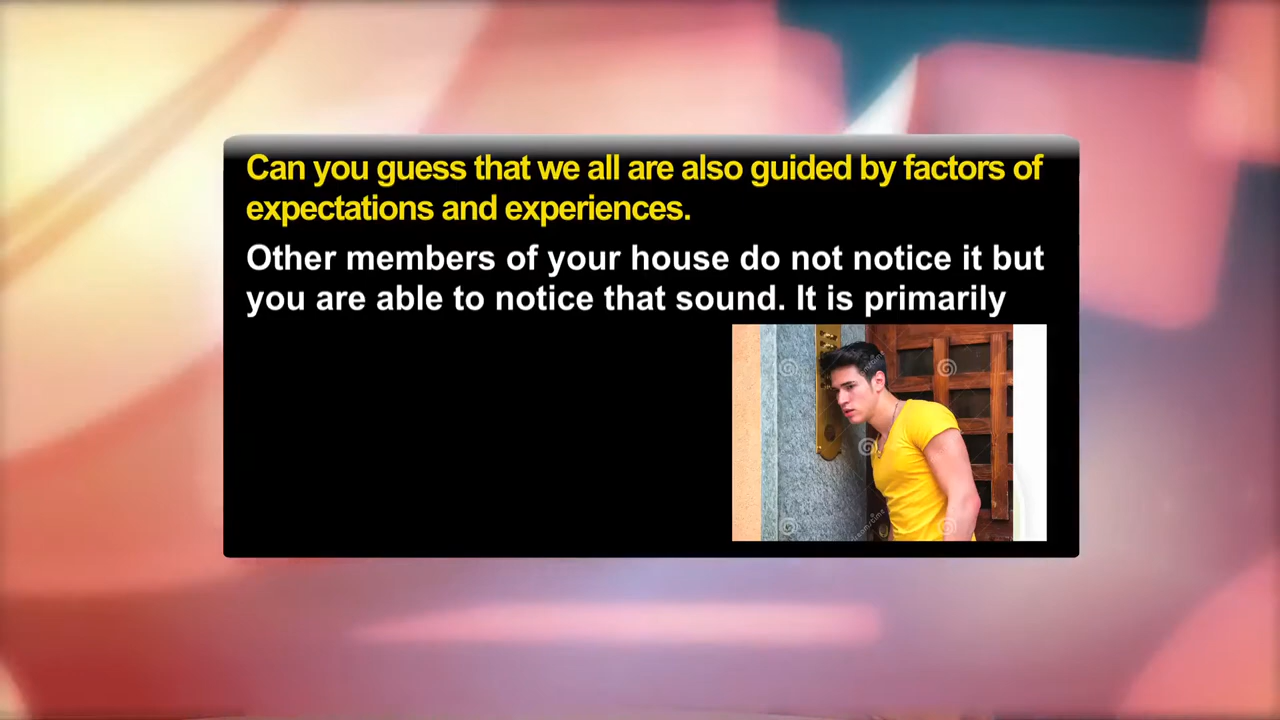 Can you guess that we all are also guided by factors of
expectations and experiences.
Other members of your house do not notice it but
you are able to notice that sound. It is primarily